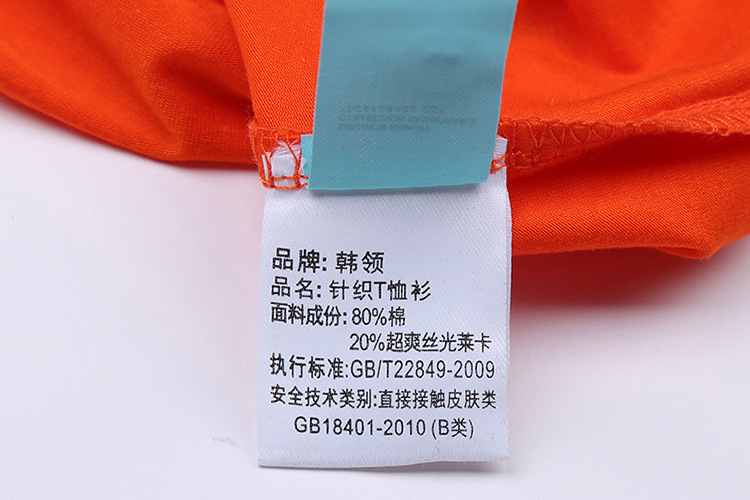 品牌: 韩领
品名: 针织T恤衫
面料成份: 80%棉
20%超爽丝光莱卡
执行标准:GB/T22849-2009
安全技术类别:直接接触皮肤类
GB18401-2010 (B类)